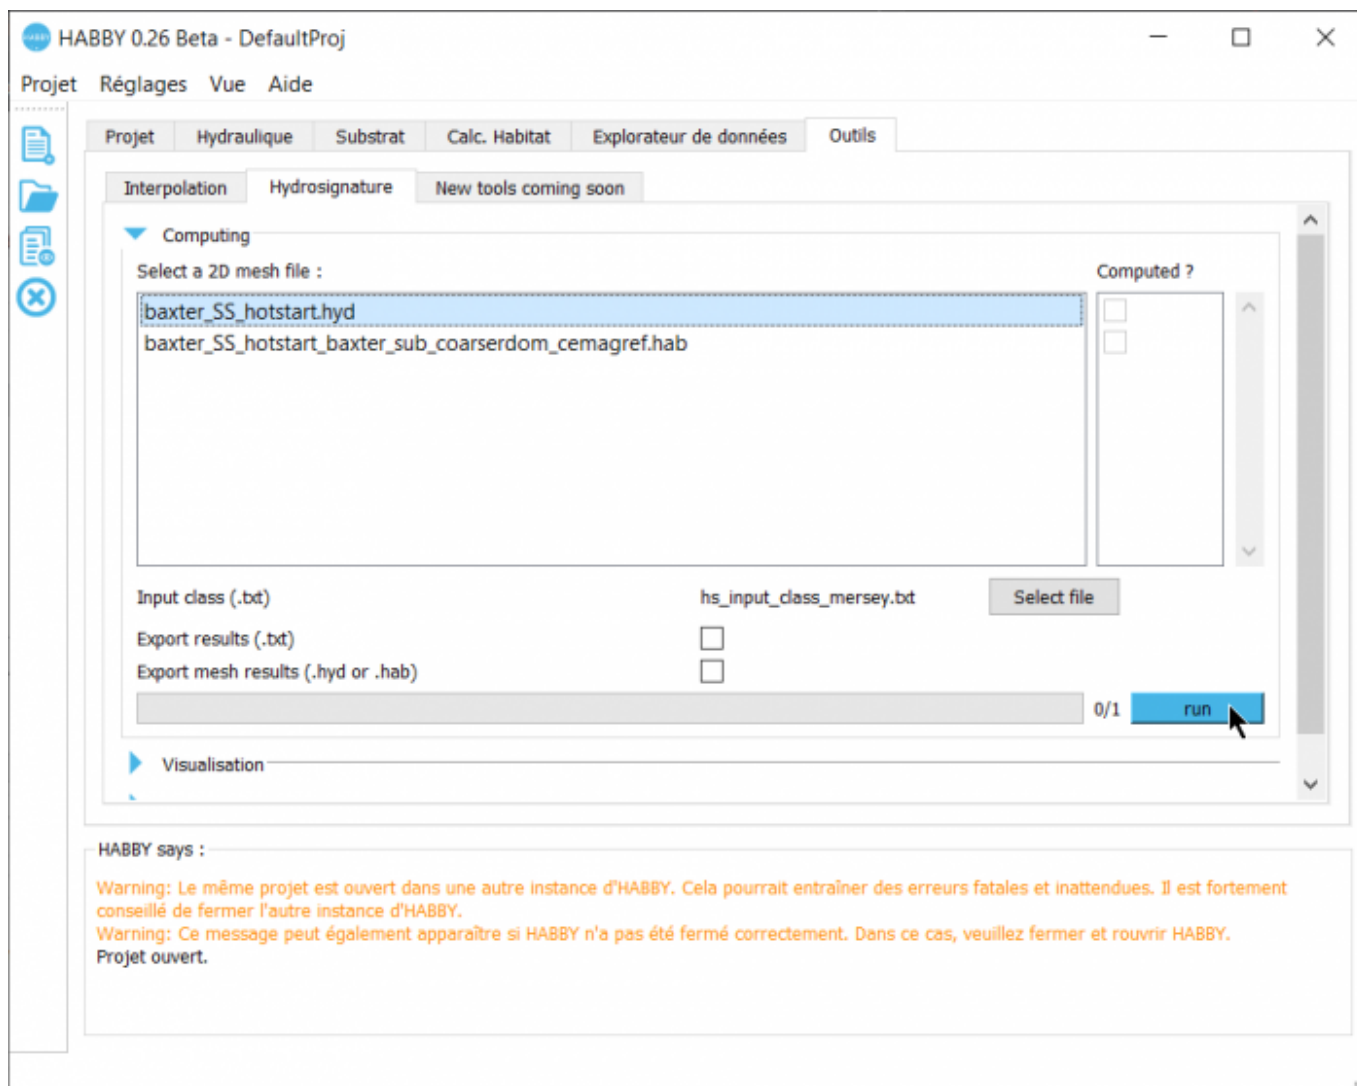 HABBY 0.26 Beta - DefaultProj
Projet Réglages Vue Aide
Projet Hydraulique Substrat Calc. Habitat Explorateur de données Outils
Interpolation Hydrosignature New tools coming soon
Computing
Select a 2D mesh file : Computed ?
baxter_SS_hotstart.hyd
baxter_SS_hotstart_baxter_sub_coarserdom_cemagref.hab
Input class (.txt) hs_input_class_mersey.txt Select file
Export results (.txt)
Export mesh results (.hyd or .hab)
0/1 run
Visualisation
HABBY says :
Warning: Le même projet est ouvert dans une autre instance d'HABBY. Cela pourrait entraîner des erreurs fatales et inattendues. Il est fortement
conseillé de fermer l'autre instance d'HABBY.
Warning: Ce message peut également apparaître si HABBY n'a pas été fermé correctement. Dans ce cas, veuillez fermer et rouvrir HABBY.
Projet ouvert.